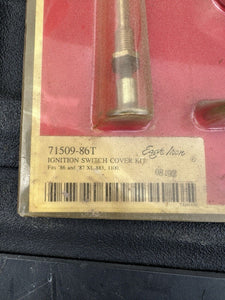 71509-86T
Eagle Iron
IGNITION SWITCH COVER KIT
Fits '86 and '87 XL 883, 1100.